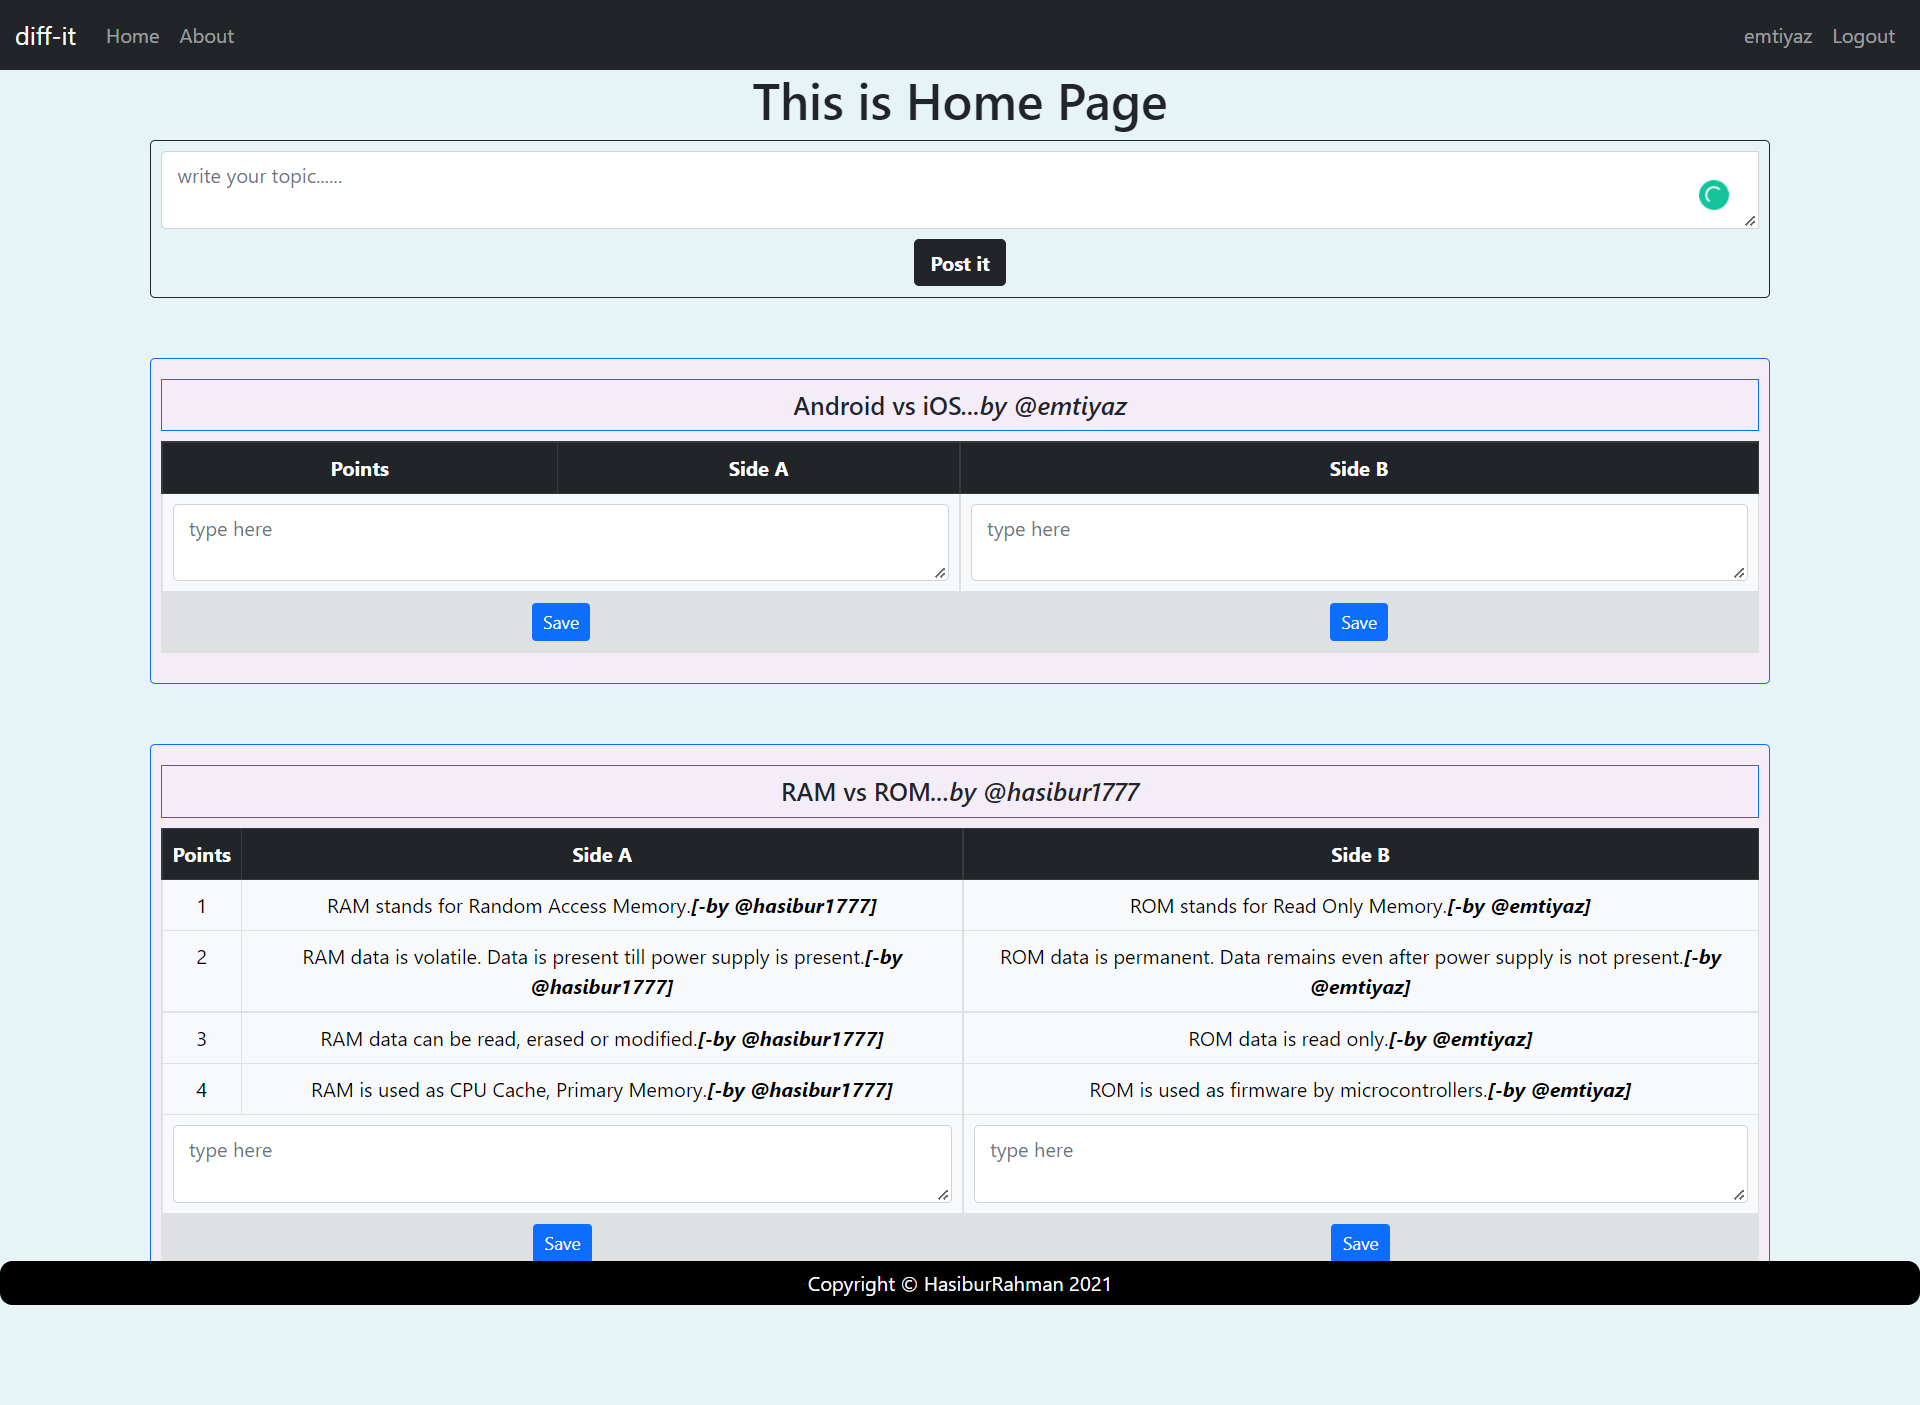 diff-it Home About emtiyaz Logout
This is Home Page
write your topic......
Post it
Android vs iOS...by @emtiyaz
Points Side A Side B
type here type here
Save Save
RAM vs ROM...by @hasibur1777
Points Side A Side B
1 RAM stands for Random Access Memory.[-by @hasibur1777] ROM stands for Read Only Memory.[-by @emtiyaz]
2 RAM data is volatile. Data is present till power supply is present.[-by ROM data is permanent. Data remains even after power supply is not present.[-by
@hasibur1777] @emtiyaz]
3 RAM data can be read, erased or modified.[-by @hasibur1777] ROM data is read only.[-by @emtiyaz]
4 RAM is used as CPU Cache, Primary Memory.[-by @hasibur1777] ROM is used as firmware by microcontrollers.[-by @emtiyaz]
type here type here
Save Save
Copyright © HasiburRahman 2021